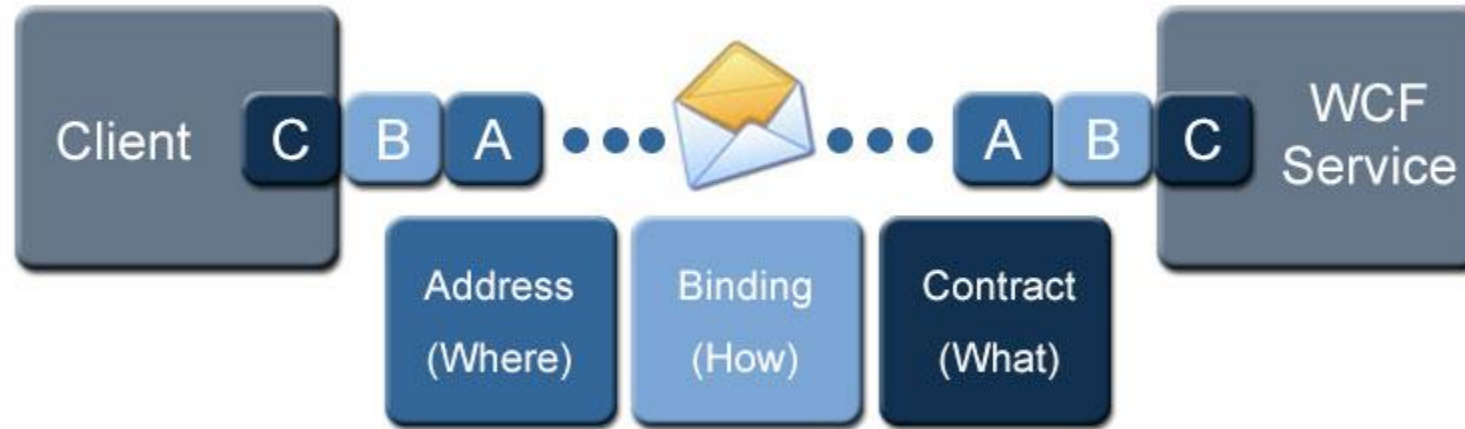 Client C B A A B C WCF
Service
Address Binding Contract
(Where) (How) (What)